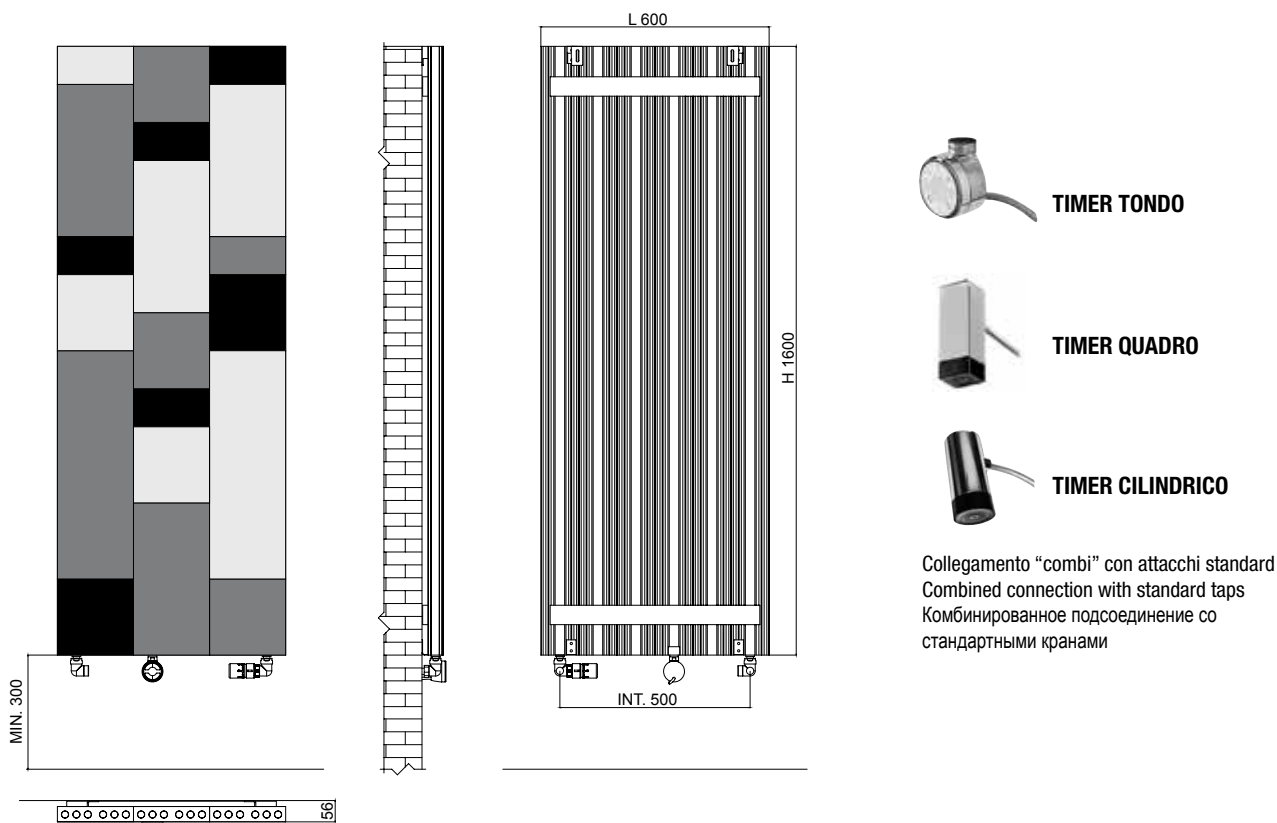 L 600
H 1600
TIMER TONDO
TIMER QUADRO
TIMER CILINDRICO
Collegamento “combi” con attacchi standard
Combined connection with standard taps
Комбинированное подсоединение со
стандартными кранами
MIN. 300
INT. 500
56